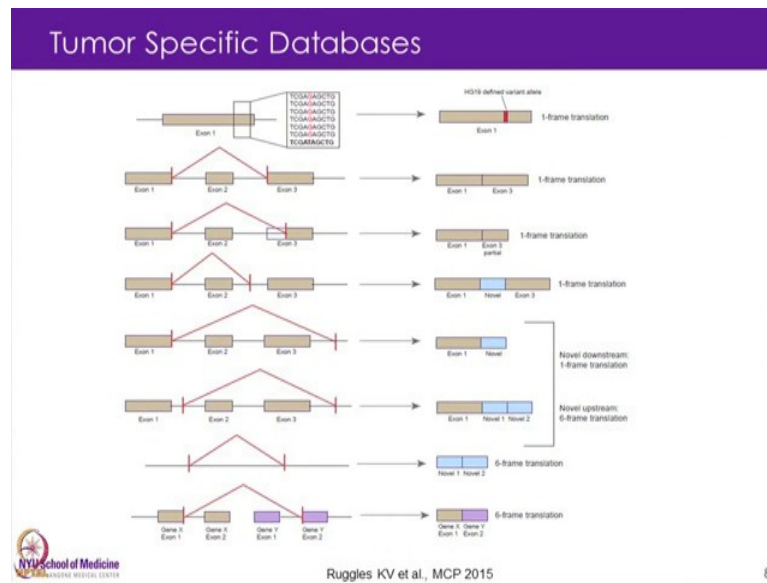 Tumor Specific Databases
TCGAGAGCTG
TCGAGAGCTG
TCGAGAGCTG
TCGAGAGCTG
TCGAGAGCTG
TCGAGAGCTG
TCGATAGCTG
Exon 1
HG19 defined variant allele
Exon 1
1-frame translation
Exon 1 Exon 2 Exon 3
Exon 1 Exon 3
1-frame translation
Exon 1 Exon 2 Exon 3
Exon 1 Exon 3
partial
1-frame translation
Exon 1 Exon 2 Exon 3
Exon 1 Novel Exon 3
1-frame translation
Exon 1 Exon 2 Exon 3
Exon 1 Novel
Novel downstream:
1-frame translation
Exon 1 Exon 2 Exon 3
Exon 1 Novel 1 Novel 2
Novel upstream:
6-frame translation
Novel 1 Novel 2
6-frame translation
Gene X Gene X Gene Y Gene Y
Exon 1 Exon 2 Exon 1 Exon 2
Gene X Gene Y
Exon 1 Exon 2
6-frame translation
NYU School of Medicine
LANGONE MEDICAL CENTER
Ruggles KV et al., MCP 2015